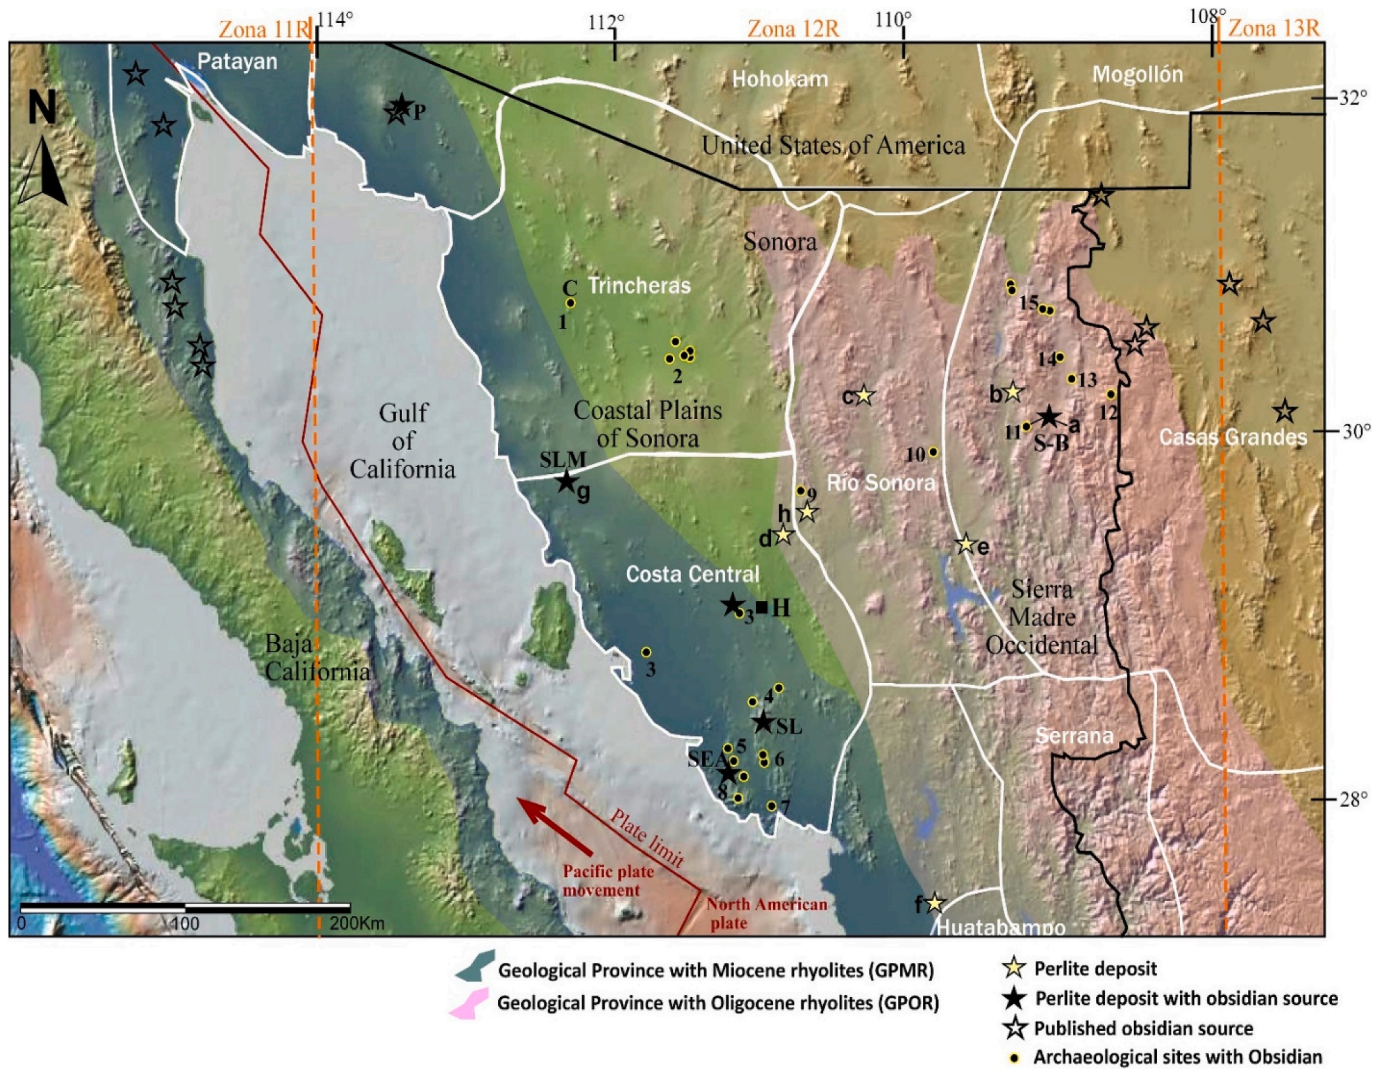 Zona 11R
114°
112°
Zona 12R
110°
108°
Zona 13R
Patayan
Hohokam
Mogollón
32°
N
P
United States of America
Sonora
C
1
Trincheras
15
2
14
13
Gulf
of
California
c
b
12
Coastal Plains
of Sonora
11
a
S-B
Casas Grandes
30°
10
SLM
g
9
Río Sonora
h
d
e
Costa Central
3
H
Sierra
Madre
Occidental
Baja
California
3
4
SL
5
SEA
6
Serrana
8
7
28°
Plate limit
Pacific plate
movement
North American
plate
f
Huatabampo
0
100
200Km
Geological Province with Miocene rhyolites (GPMR)
Geological Province with Oligocene rhyolites (GPOR)
Perlite deposit
Perlite deposit with obsidian source
Published obsidian source
Archaeological sites with Obsidian